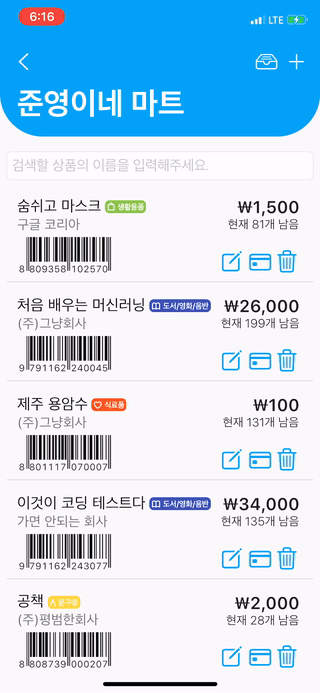 6:16 LTE
준영이네 마트
검색할 상품의 이름을 입력해주세요.
숨쉬고 마스크 생활용품 ₩1,500
구글 코리아 현재 81개 남음
8 809358 102570
처음 배우는 머신러닝 도서/영화/음반 ₩26,000
(주)그냥회사 현재 199개 남음
9 791162 240045
제주 용암수 식료품 ₩100
(주)그냥회사 현재 131개 남음
8 801117 070007
이것이 코딩 테스트다 도서/영화/음반 ₩34,000
가면 안되는 회사 현재 135개 남음
9 791162 243077
공책 문구류 ₩2,000
(주)평범한회사 현재 28개 남음
8 808739 000207